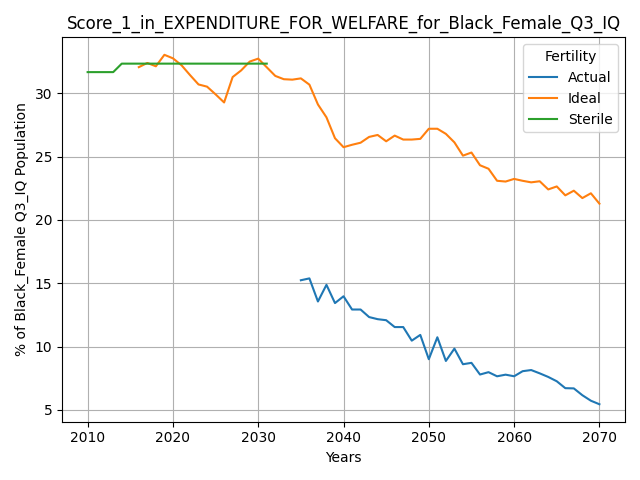 Score_1_in_EXPENDITURE_FOR_WELFARE_for_Black_Female_Q3_IQ
Fertility
Actual
Ideal
Sterile
% of Black_Female Q3_IQ Population
30
25
20
15
10
5
2010 2020 2030 2040 2050 2060 2070
Years